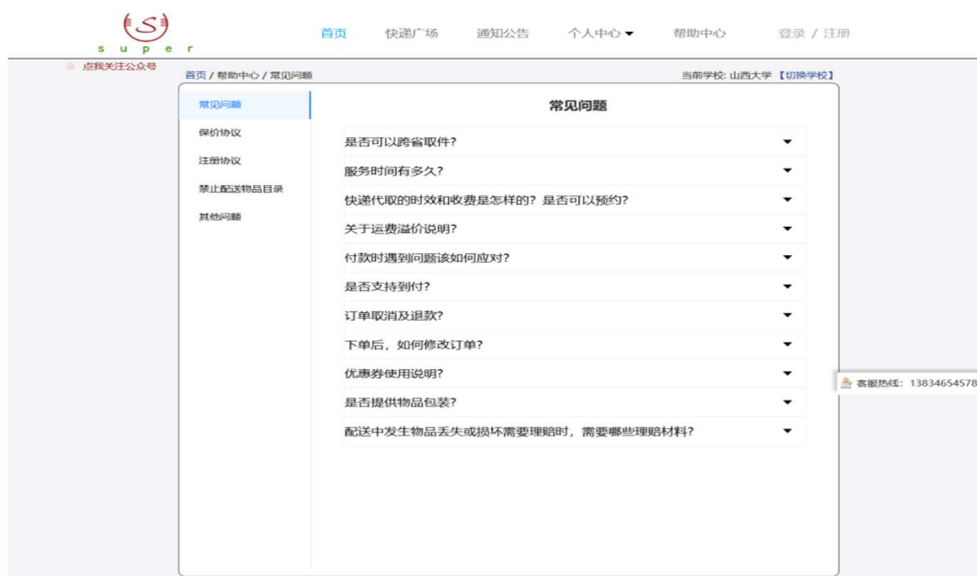 S
super
首页 快递广场 通知公告 个人中心 帮助中心 登录 / 注册
点我关注公众号
首页 / 帮助中心 / 常见问题
当前学校: 山西大学 【切换学校】
常见问题
保价协议
注册协议
禁止配送物品目录
其他问题
常见问题
是否可以跨省取件?
服务时间有多久?
快递代取的时效和收费是怎样的? 是否可以预约?
关于运费溢价说明?
付款时遇到问题该如何应对?
是否支持到付?
订单取消及退款?
下单后, 如何修改订单?
优惠券使用说明?
是否提供物品包装?
配送中发生物品丢失或损坏需要理赔时, 需要哪些理赔材料?
客服热线: 13834654578